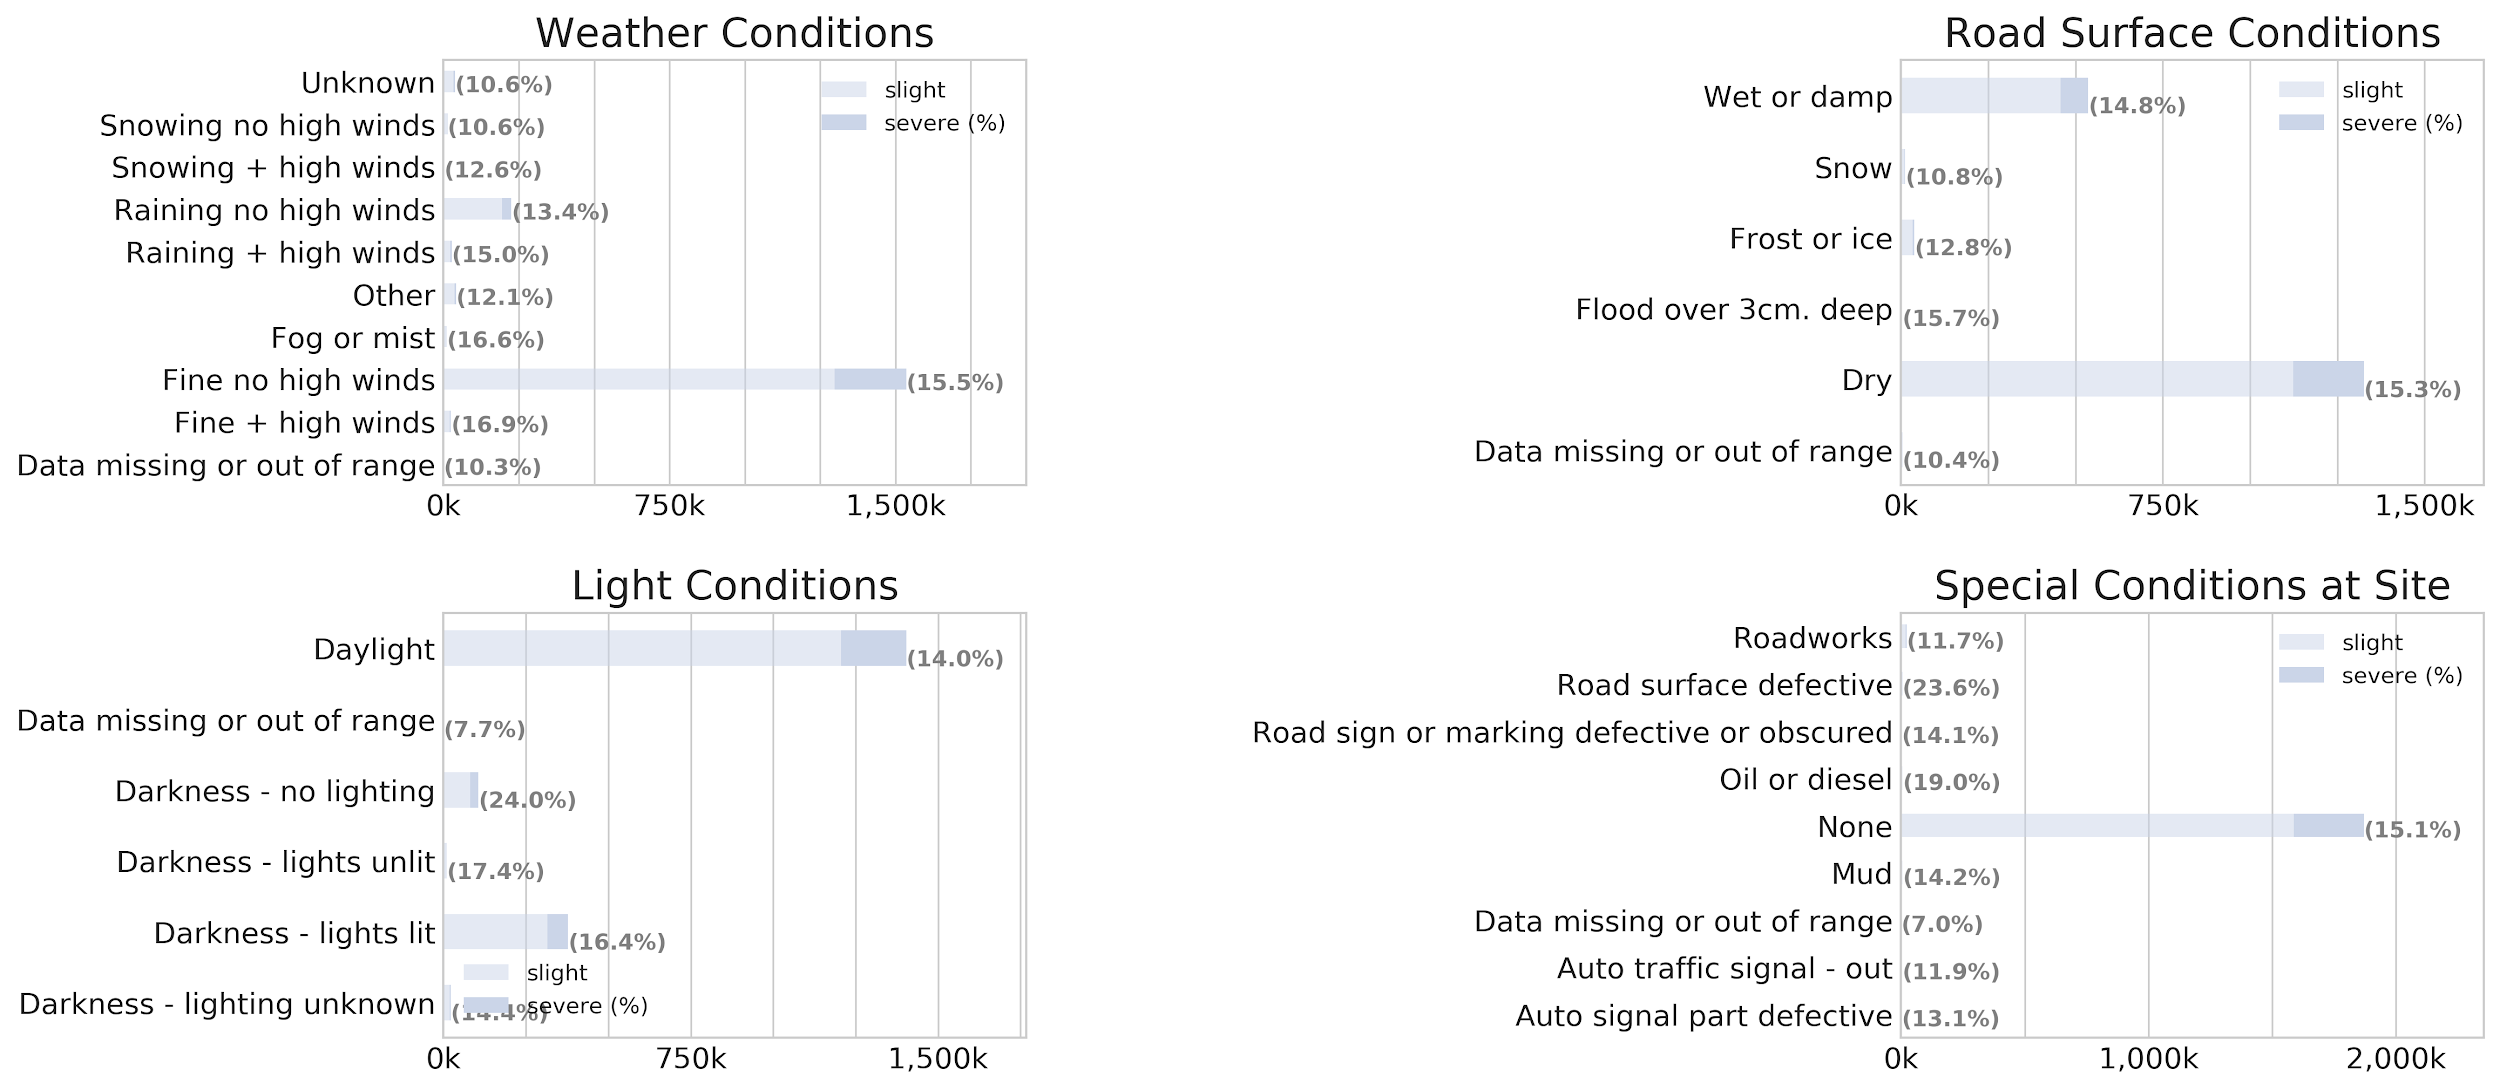 Weather Conditions
Unknown (10.6%)
Snowing no high winds (10.6%)
Snowing + high winds (12.6%)
Raining no high winds (13.4%)
Raining + high winds (15.0%)
Other (12.1%)
Fog or mist (16.6%)
Fine no high winds (15.5%)
Fine + high winds (16.9%)
Data missing or out of range (10.3%)
slight
severe (%)
0k 750k 1,500k
Road Surface Conditions
Wet or damp (14.8%)
Snow (10.8%)
Frost or ice (12.8%)
Flood over 3cm. deep (15.7%)
Dry (15.3%)
Data missing or out of range (10.4%)
slight
severe (%)
0k 750k 1,500k
Light Conditions
Daylight (14.0%)
Data missing or out of range (7.7%)
Darkness - no lighting (24.0%)
Darkness - lights unlit (17.4%)
Darkness - lights lit (16.4%)
Darkness - lighting unknown (14.4%)
slight
severe (%)
0k 750k 1,500k
Special Conditions at Site
Roadworks (11.7%)
Road surface defective (23.6%)
Road sign or marking defective or obscured (14.1%)
Oil or diesel (19.0%)
None (15.1%)
Mud (14.2%)
Data missing or out of range (7.0%)
Auto traffic signal - out (11.9%)
Auto signal part defective (13.1%)
slight
severe (%)
0k 1,000k 2,000k